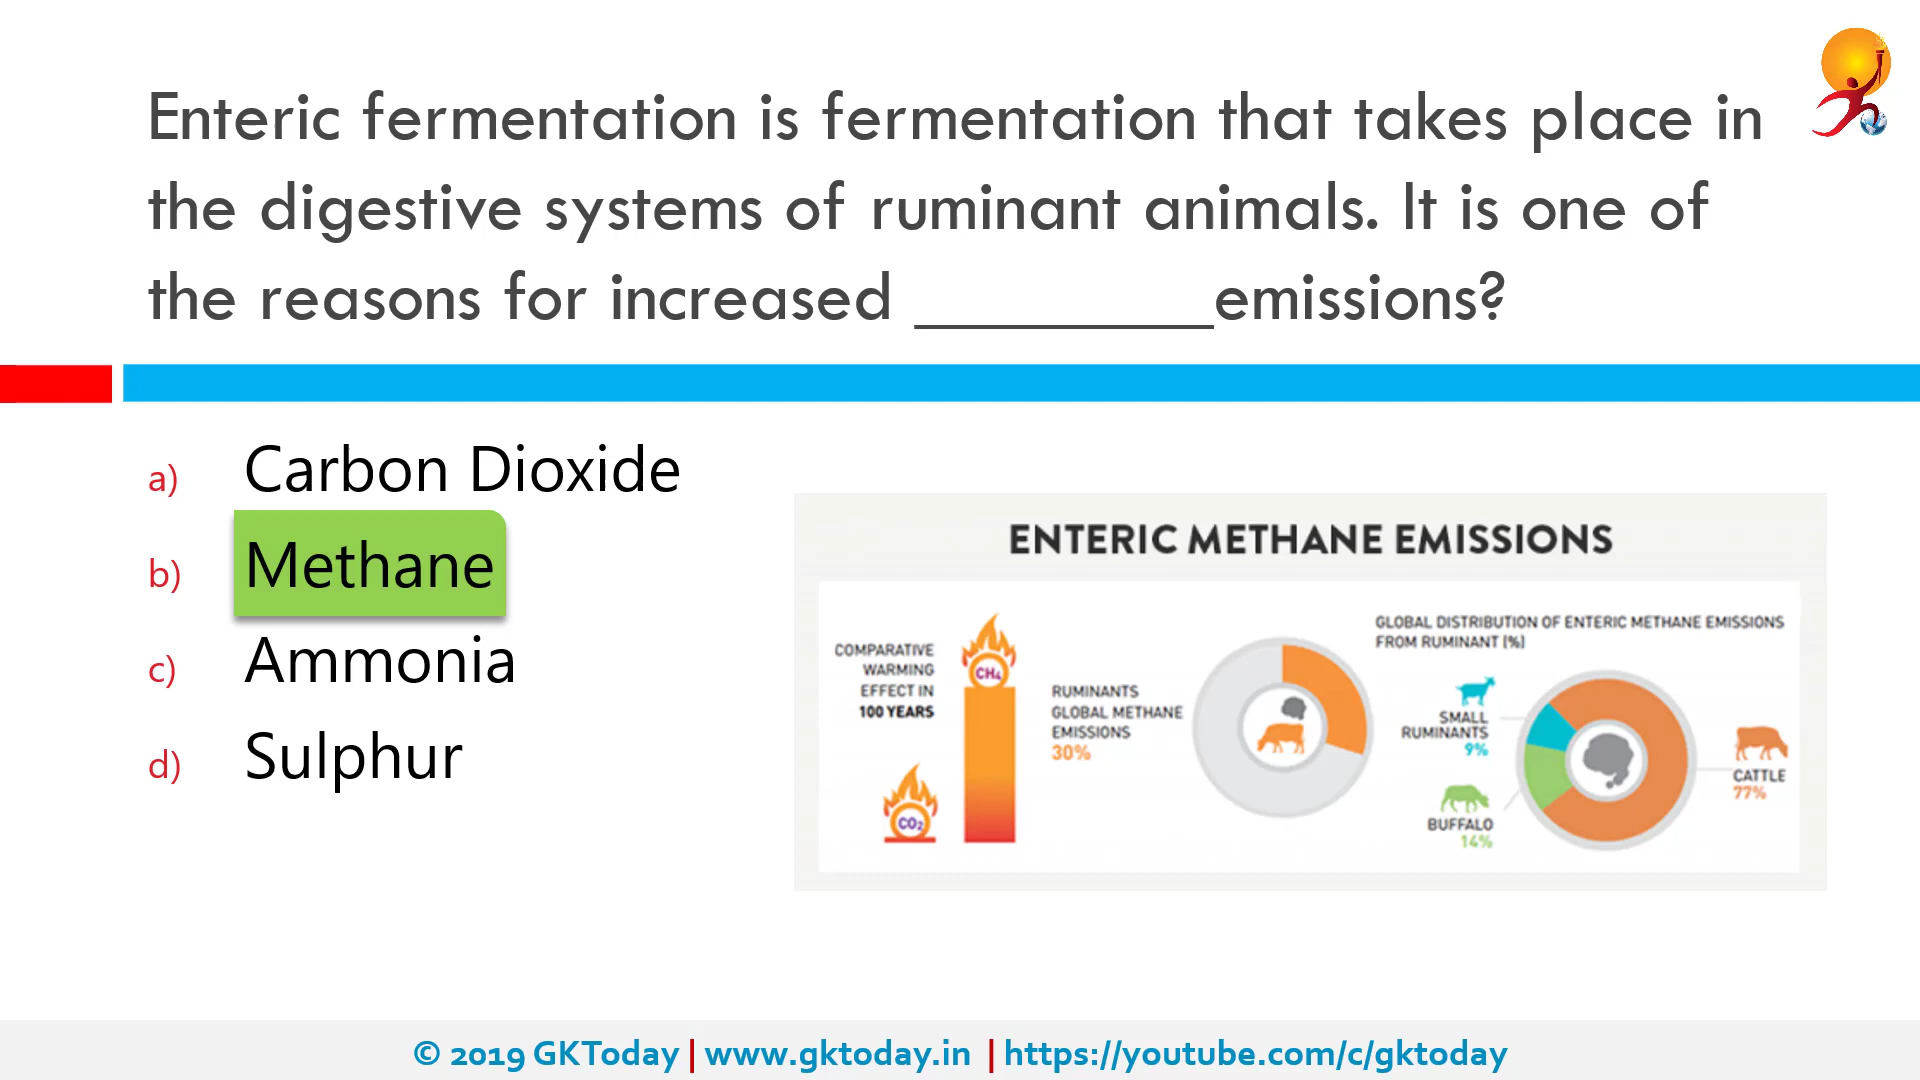 Enteric fermentation is fermentation that takes place in
the digestive systems of ruminant animals. It is one of
the reasons for increased _________emissions?
a) Carbon Dioxide
b) Methane
c) Ammonia
d) Sulphur
ENTERIC METHANE EMISSIONS
COMPARATIVE
WARMING
EFFECT IN
100 YEARS
CH₄
CO₂
RUMINANTS
GLOBAL METHANE
EMISSIONS
30%
GLOBAL DISTRIBUTION OF ENTERIC METHANE EMISSIONS
FROM RUMINANT (%)
SMALL
RUMINANTS
9%
BUFFALO
14%
CATTLE
77%
© 2019 GKToday | www.gktoday.in | https://youtube.com/c/gktoday